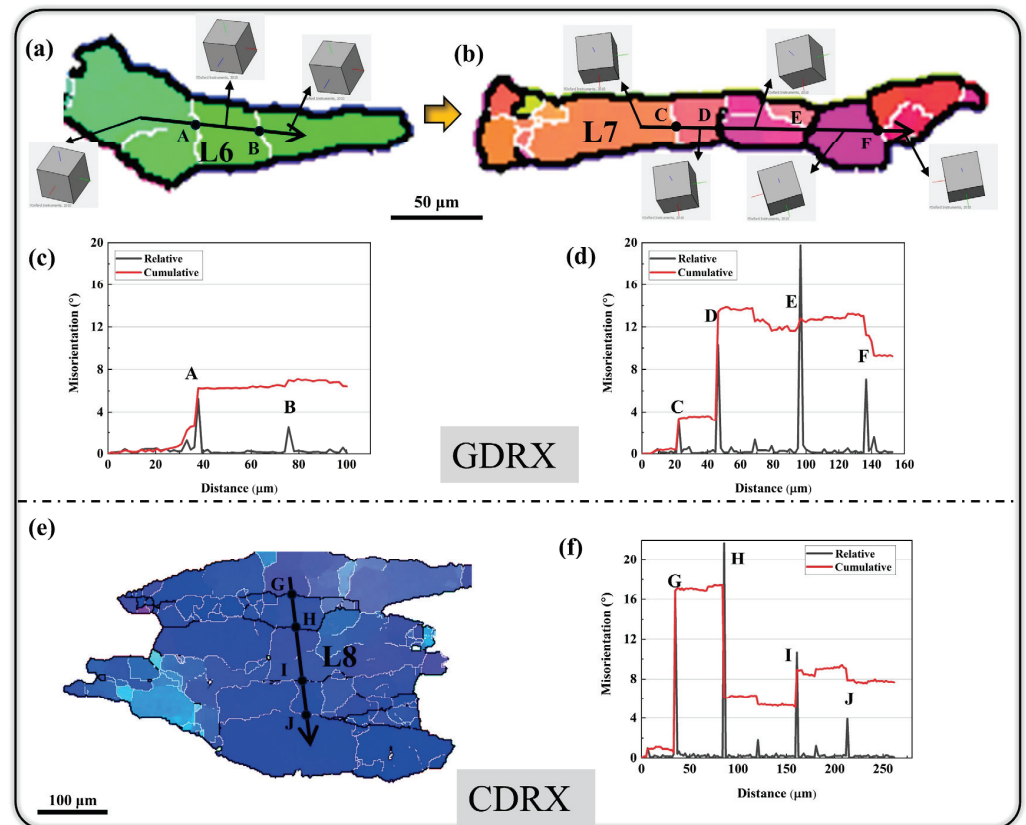 (a)
A
L6
B
50 μm
(b)
C
D
E
L7
F
(c)
20
16
12
8
4
0
Misorientation (°)
Relative
Cumulative
A
B
0 20 40 60 80 100
Distance (μm)
(d)
20
16
12
8
4
0
Misorientation (°)
Relative
Cumulative
C
D
E
F
0 20 40 60 80 100 120 140 160
Distance (μm)
GDRX
(e)
G
H
L8
I
J
100 μm
(f)
20
16
12
8
4
0
Misorientation (°)
Relative
Cumulative
G
H
I
J
0 50 100 150 200 250
Distance (μm)
CDRX